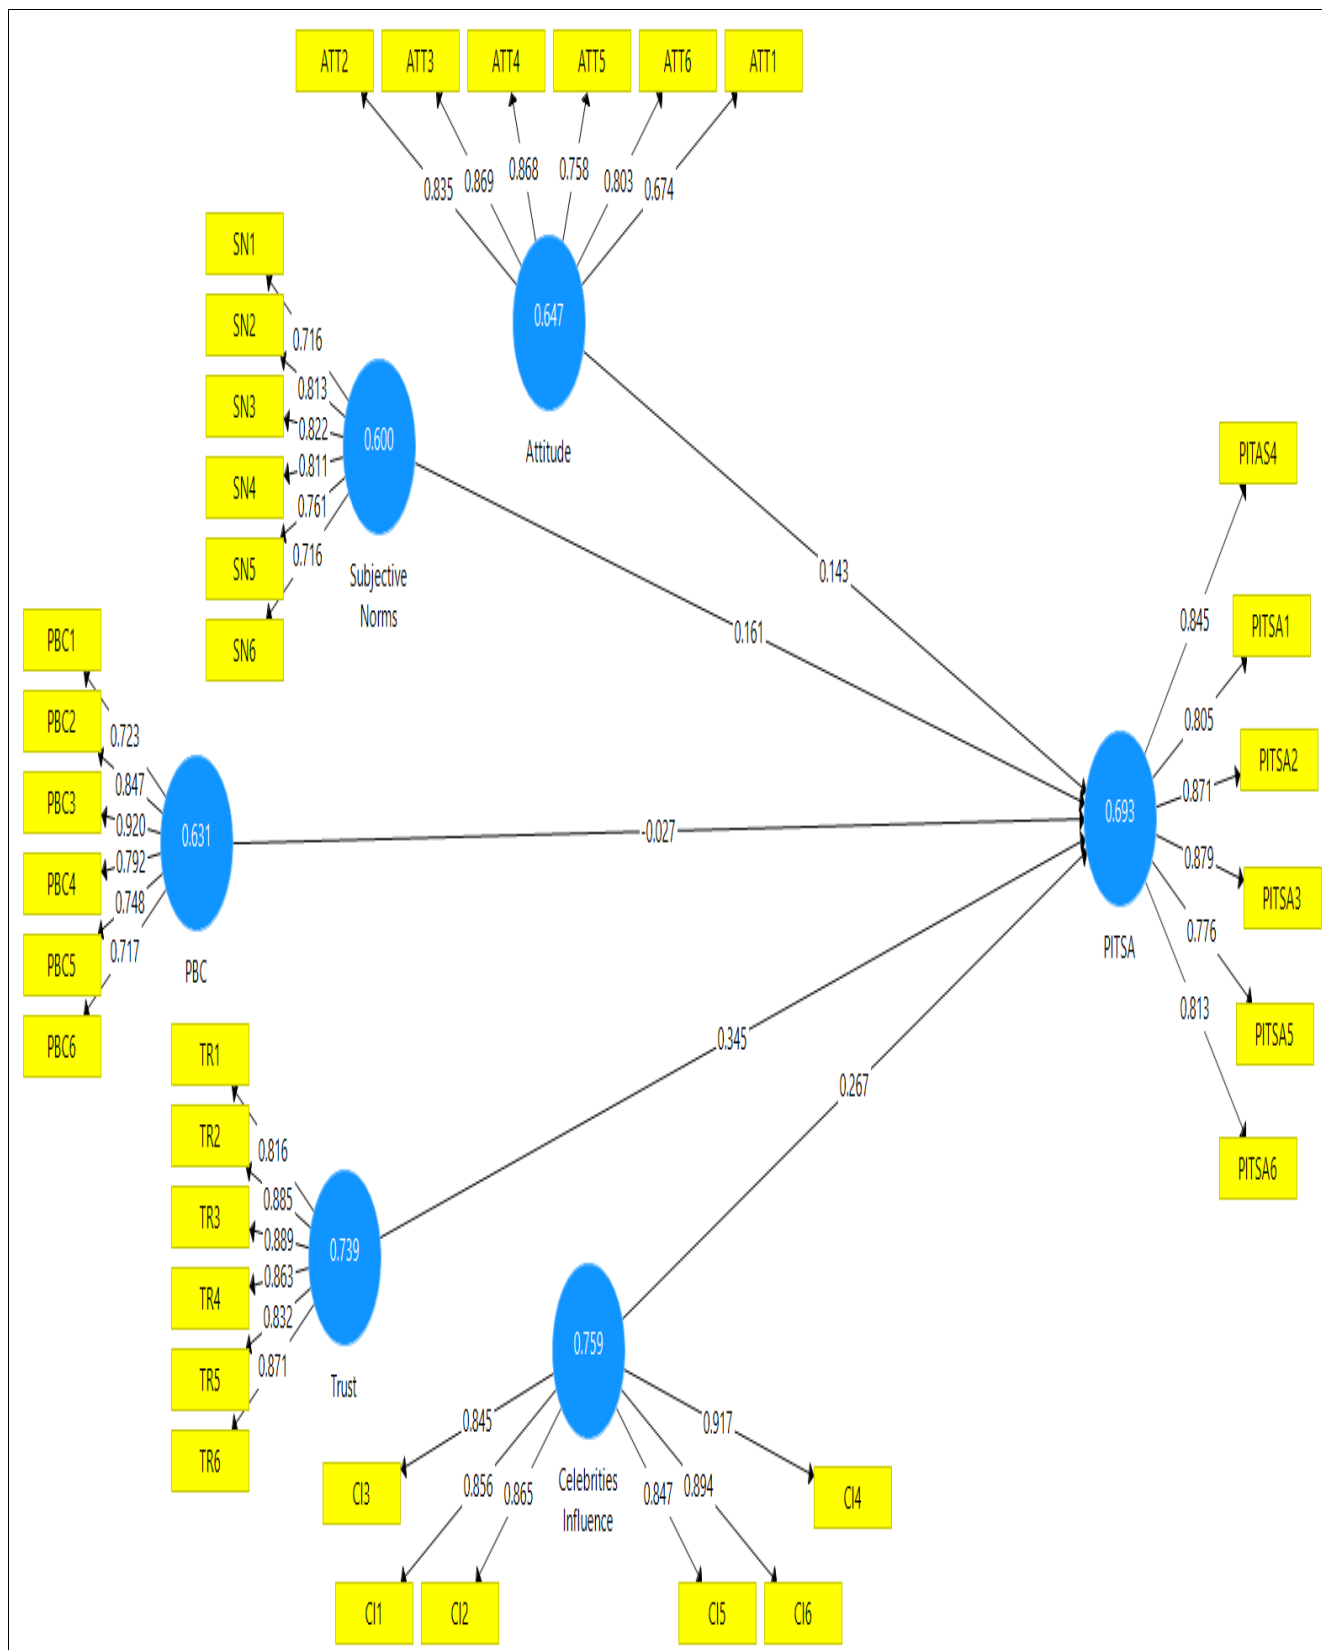 ATT2 ATT3 ATT4 ATT5 ATT6 ATT1
0.835 0.869 0.868 0.758 0.803 0.674
0.647
Attitude
SN1
SN2
SN3
SN4
SN5
SN6
0.716
0.813
0.822
0.811
0.761
0.716
0.600
Subjective
Norms
PBC1
PBC2
PBC3
PBC4
PBC5
PBC6
0.723
0.847
0.920
0.792
0.748
0.717
0.631
PBC
TR1
TR2
TR3
TR4
TR5
TR6
0.816
0.885
0.889
0.863
0.832
0.871
0.739
Trust
0.759
Celebrities
Influence
0.845
0.856
0.865
0.847
0.894
0.917
CI3
CI1
CI2
CI5
CI6
CI4
0.143
0.161
-0.027
0.345
0.267
0.693
PITSA
0.845
0.805
0.871
0.879
0.776
0.813
PITAS4
PITSA1
PITSA2
PITSA3
PITSA5
PITSA6